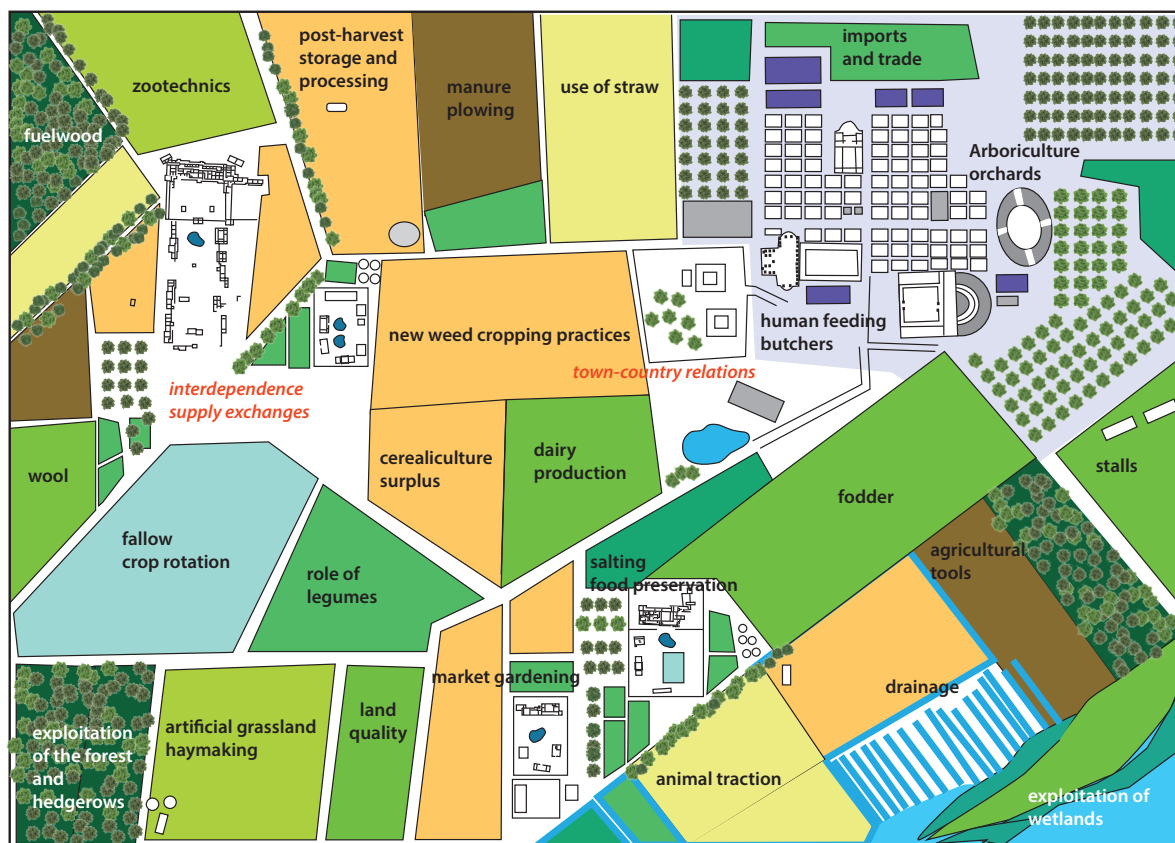 post-harvest
storage and
processing
imports
and trade
zootechnics
manure
plowing
use of straw
fuelwood
Arboriculture
orchards
new weed cropping practices
human feeding
butchers
interdependence
supply exchanges
town-country relations
wool
cerealiculture
surplus
dairy
production
fodder
stalls
fallow
crop rotation
role of
legumes
salting
food preservation
agricultural
tools
market gardening
drainage
exploitation
of the forest
and
hedgerows
artificial grassland
haymaking
land
quality
animal traction
exploitation of
wetlands